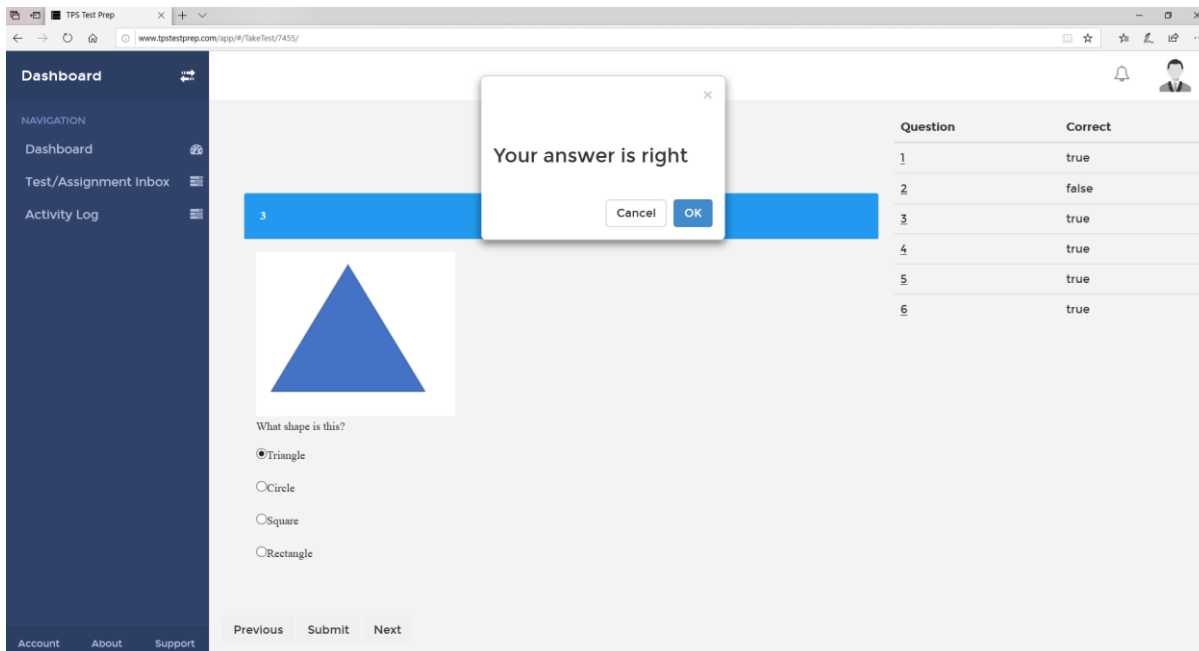 TPS Test Prep
www.tpstestprep.com/app/#/TakeTest/7455/
Dashboard
NAVIGATION
Dashboard
Test/Assignment Inbox
Activity Log
Account About Support
Your answer is right
Cancel OK
3
What shape is this?
Triangle
Circle
Square
Rectangle
Previous Submit Next
Question Correct
1 true
2 false
3 true
4 true
5 true
6 true